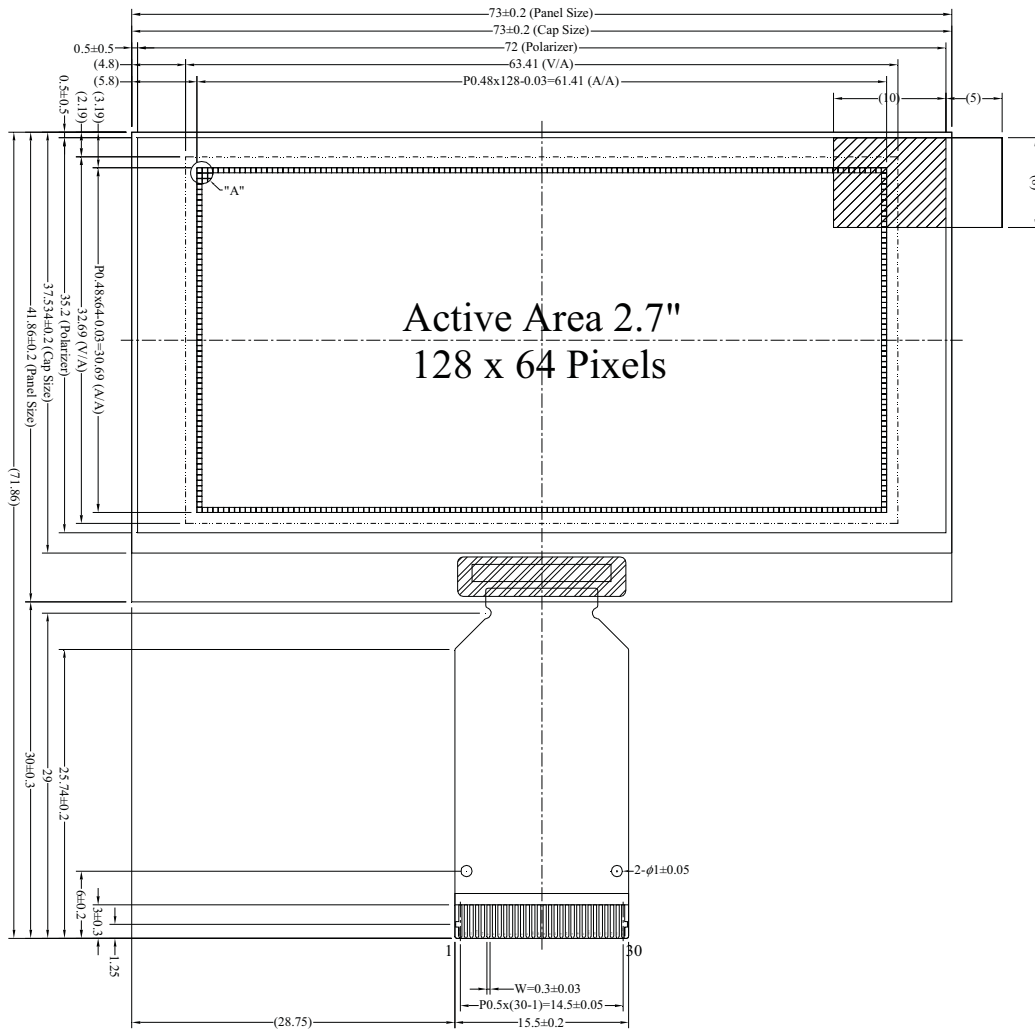 73±0.2 (Panel Size)
73±0.2 (Cap Size)
0.5±0.5
72 (Polarizer)
(4.8)
63.41 (V/A)
(5.8)
P0.48x128-0.03=61.41 (A/A)
0.5±0.5
(2.19)
(3.19)
(10)
(5)
"A"
P0.48x64-0.03=30.69 (A/A)
32.69 (V/A)
35.2 (Polarizer)
37.534±0.2 (Cap Size)
41.86±0.2 (Panel Size)
(71.86)
Active Area 2.7"
128 x 64 Pixels
30±0.3
29
25.74±0.2
6±0.2
3±0.3
1.25
2-ϕ1±0.05
1
30
W=0.3±0.03
P0.5x(30-1)=14.5±0.05
(28.75)
15.5±0.2